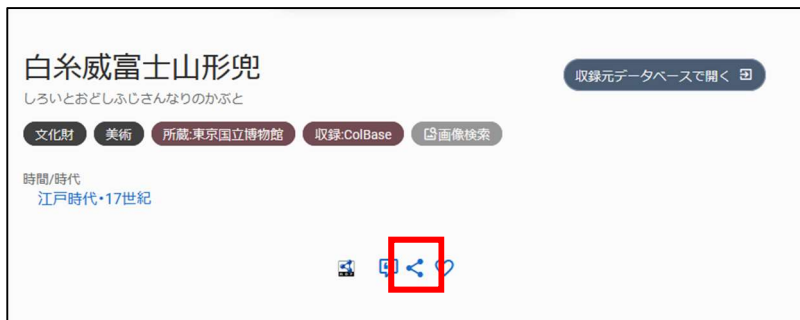 白糸威富士山形兜
収録元データベースで開く
しろいとおどしふじさんなりのかぶと
文化財 美術 所蔵:東京国立博物館 収録:ColBase 画像検索
時間/時代
江戸時代・17世紀